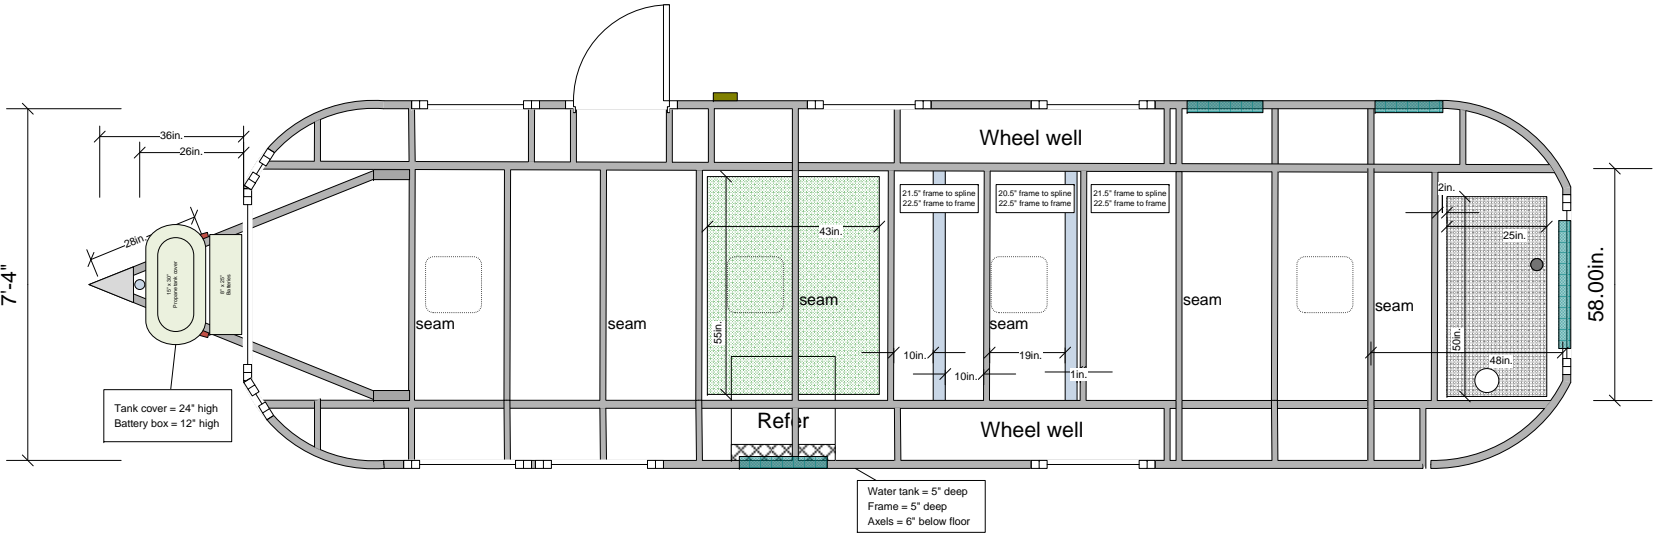 36in.
26in.
28in.
7'-4"
15" x 30"
Propane tank cover
8" x 25"
Batteries
Tank cover = 24" high
Battery box = 12" high
seam
seam
43in.
55in.
seam
Refer
Wheel well
21.5" frame to spline
22.5" frame to frame
20.5" frame to spline
22.5" frame to frame
21.5" frame to spline
22.5" frame to frame
seam
10in.
10in.
19in.
1in.
Wheel well
Water tank = 5" deep
Frame = 5" deep
Axels = 6" below floor
seam
seam
2in.
25in.
50in.
48in.
58.00in.